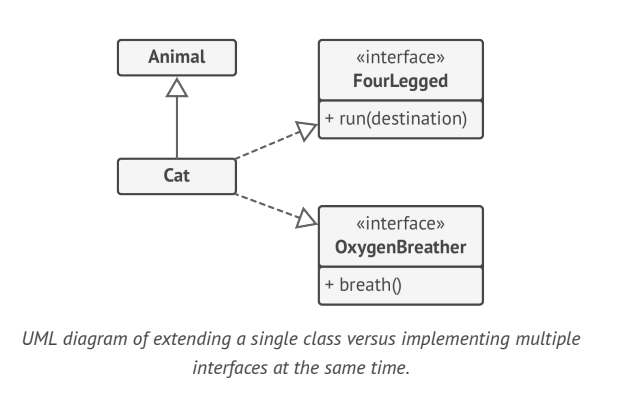 Animal
Cat
«interface»
FourLegged
+ run(destination)
«interface»
OxygenBreather
+ breath()
UML diagram of extending a single class versus implementing multiple
interfaces at the same time.